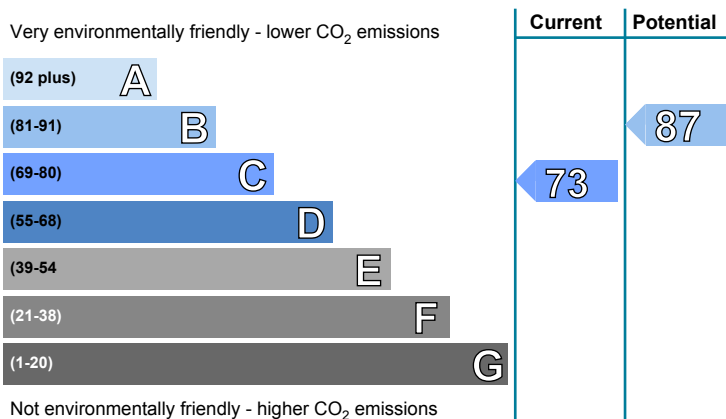 Current Potential
Very environmentally friendly - lower CO2 emissions
(92 plus) A
(81-91) B 87
(69-80) C 73
(55-68) D
(39-54 E
(21-38) F
(1-20) G
Not environmentally friendly - higher CO2 emissions